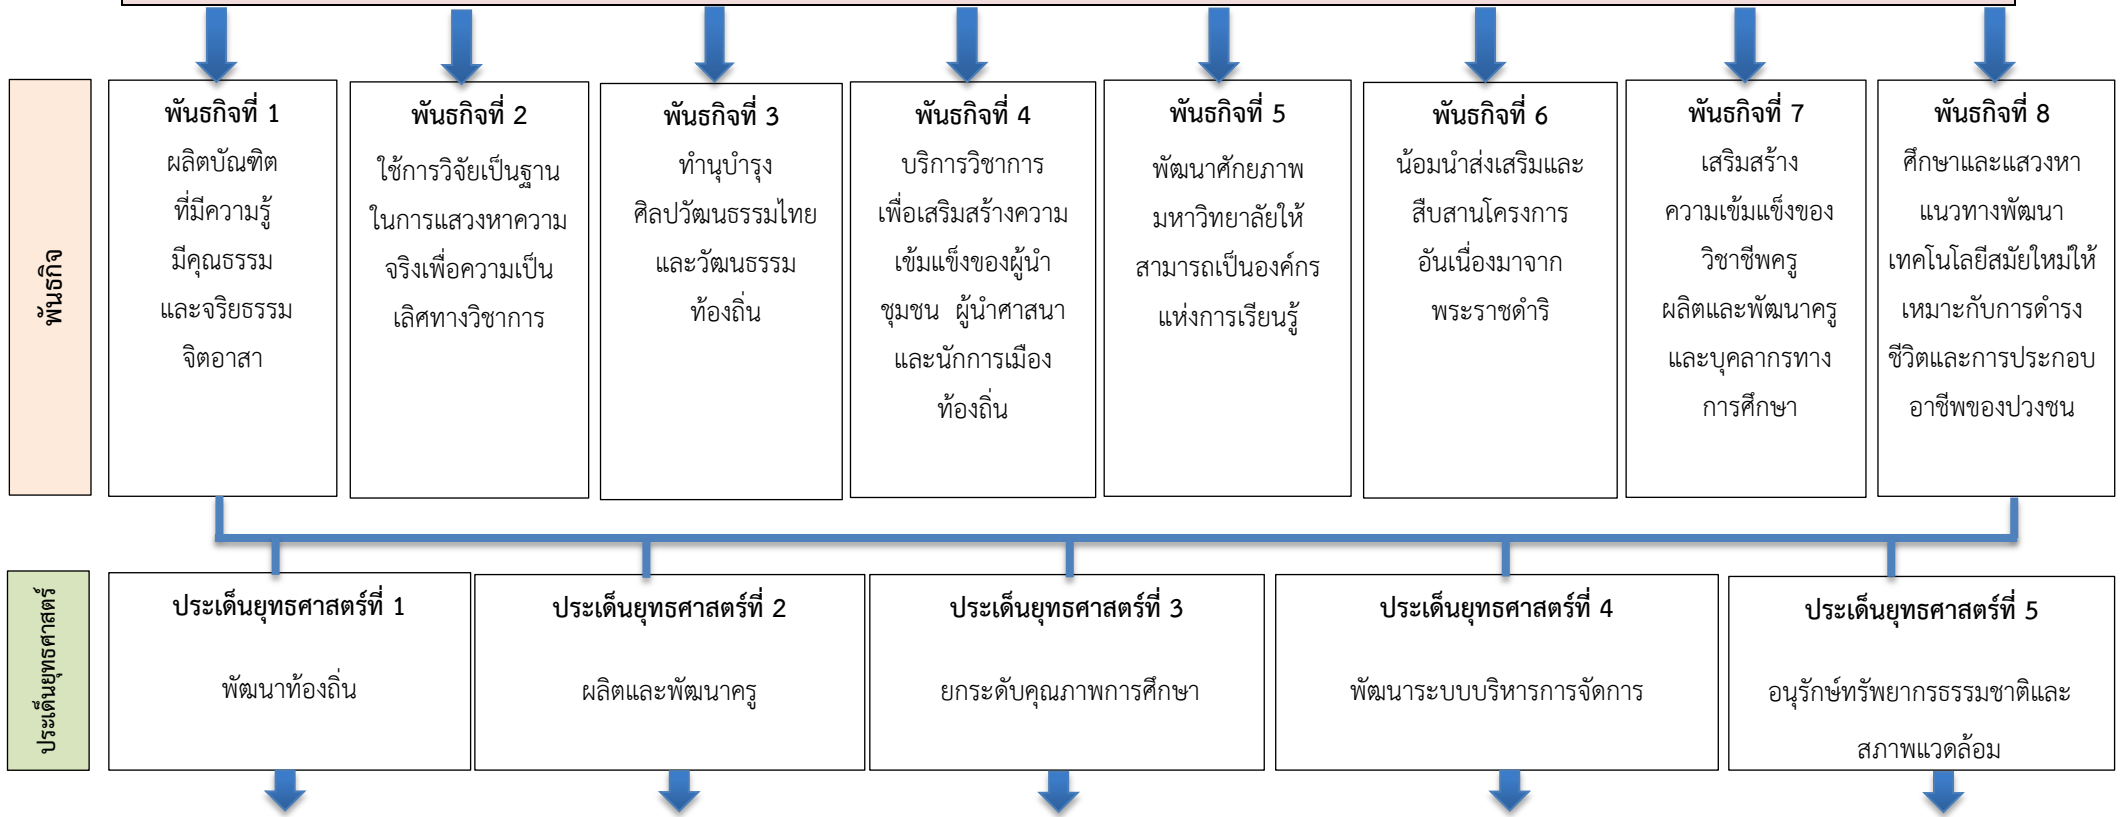 พันธกิจ
พันธกิจที่ 1
ผลิตบัณฑิต
ที่มีความรู้
มีคุณธรรม
และจริยธรรม
จิตอาสา
พันธกิจที่ 2
ใช้การวิจัยเป็นฐาน
ในการแสวงหาความ
จริงเพื่อความเป็น
เลิศทางวิชาการ
พันธกิจที่ 3
ทำนุบำรุง
ศิลปวัฒนธรรมไทย
และวัฒนธรรม
ท้องถิ่น
พันธกิจที่ 4
บริการวิชาการ
เพื่อเสริมสร้างความ
เข้มแข็งของผู้นำ
ชุมชน ผู้นำศาสนา
และนักการเมือง
ท้องถิ่น
พันธกิจที่ 5
พัฒนาศักยภาพ
มหาวิทยาลัยให้
สามารถเป็นองค์กร
แห่งการเรียนรู้
พันธกิจที่ 6
น้อมนำส่งเสริมและ
สืบสานโครงการ
อันเนื่องมาจาก
พระราชดำริ
พันธกิจที่ 7
เสริมสร้าง
ความเข้มแข็งของ
วิชาชีพครู
ผลิตและพัฒนาครู
และบุคลากรทาง
การศึกษา
พันธกิจที่ 8
ศึกษาและแสวงหา
แนวทางพัฒนา
เทคโนโลยีสมัยใหม่ให้
เหมาะกับการดำรง
ชีวิตและการประกอบ
อาชีพของปวงชน
ประเด็นยุทธศาสตร์
ประเด็นยุทธศาสตร์ที่ 1
พัฒนาท้องถิ่น
ประเด็นยุทธศาสตร์ที่ 2
ผลิตและพัฒนาครู
ประเด็นยุทธศาสตร์ที่ 3
ยกระดับคุณภาพการศึกษา
ประเด็นยุทธศาสตร์ที่ 4
พัฒนาระบบบริหารการจัดการ
ประเด็นยุทธศาสตร์ที่ 5
อนุรักษ์ทรัพยากรธรรมชาติและ
สภาพแวดล้อม